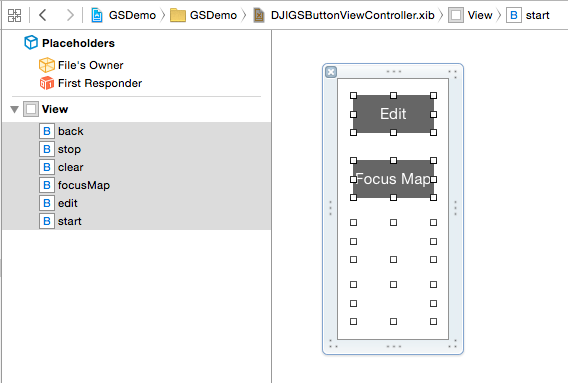 GSDemo GSDemo DJIGSButtonViewController.xib View B start
Placeholders
File's Owner
First Responder
View
B back
B stop
B clear
B focusMap
B edit
B start
Edit
Focus Map